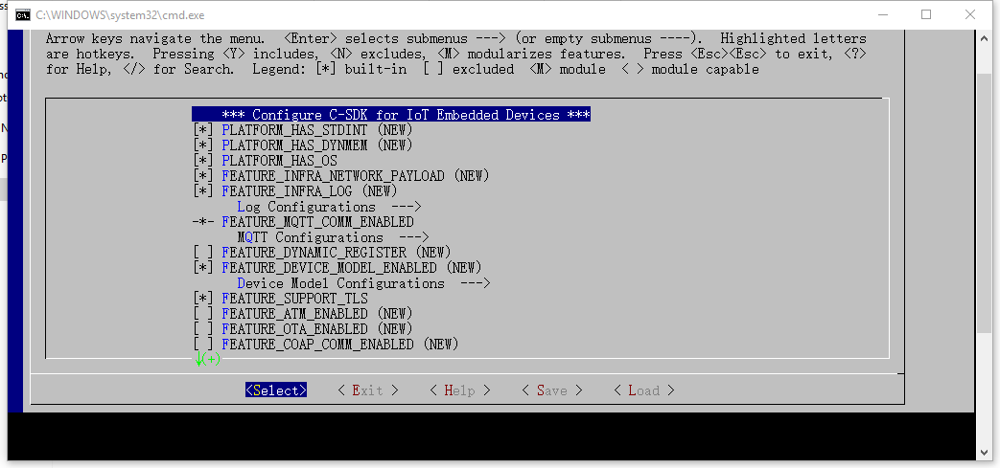 C:\WINDOWS\system32\cmd.exe
Arrow keys navigate the menu.  <Enter> selects submenus ---> (or empty submenus ----).  Highlighted letters
are hotkeys.  Pressing <Y> includes, <N> excludes, <M> modularizes features.  Press <Esc><Esc> to exit, <?>
for Help, </> for Search.  Legend: [*] built-in  [ ] excluded  <M> module  < > module capable
*** Configure C-SDK for IoT Embedded Devices ***
[*] PLATFORM_HAS_STDINT (NEW)
[*] PLATFORM_HAS_DYNMEM (NEW)
[*] PLATFORM_HAS_OS
[*] FEATURE_INFRA_NETWORK_PAYLOAD (NEW)
[*] FEATURE_INFRA_LOG (NEW)
Log Configurations  --->
-*- FEATURE_MQTT_COMM_ENABLED
MQTT Configurations  --->
[ ] FEATURE_DYNAMIC_REGISTER (NEW)
[*] FEATURE_DEVICE_MODEL_ENABLED (NEW)
Device Model Configurations  --->
[*] FEATURE_SUPPORT_TLS
[ ] FEATURE_ATM_ENABLED (NEW)
[ ] FEATURE_OTA_ENABLED (NEW)
[ ] FEATURE_COAP_COMM_ENABLED (NEW)
↓(+)
<Select>    < Exit >    < Help >    < Save >    < Load >